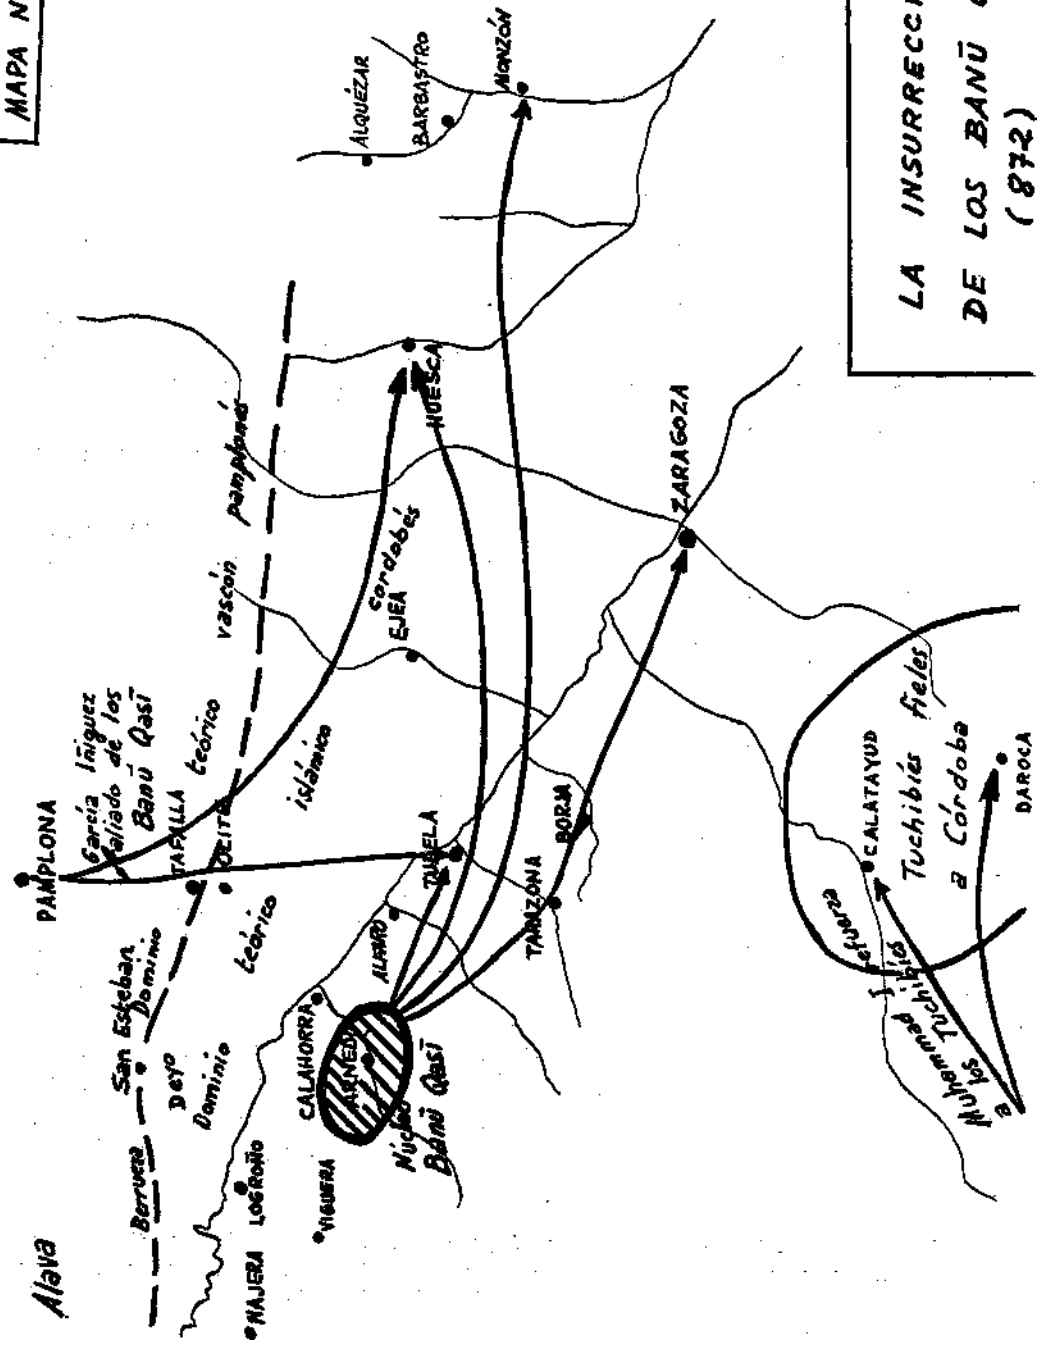 MAPA N
LA INSURRECCI
DE LOS BANŪ
(872)
Alava
Berrueza
San Esteban
Dominio
teórico
vascón
pamplonés
DEYO
Dominio
teórico
islámico
cordobés
PAMPLONA
García Iñiguez
aliado de los
Banū Qasī
TAFALLA
OLITE
NAJERA
LOGROÑO
VIGUERA
CALAHORRA
ARNEDO
Núcleo
Banū Qasī
ALFARO
TUDELA
TARAZONA
BORJA
EJEA
HUESCA
ALQUÉZAR
BARBASTRO
MONZÓN
ZARAGOZA
CALATAYUD
Tuchibíes fieles
a Córdoba
DAROCA
Muhammad I refuerza
a los Tuchibíes